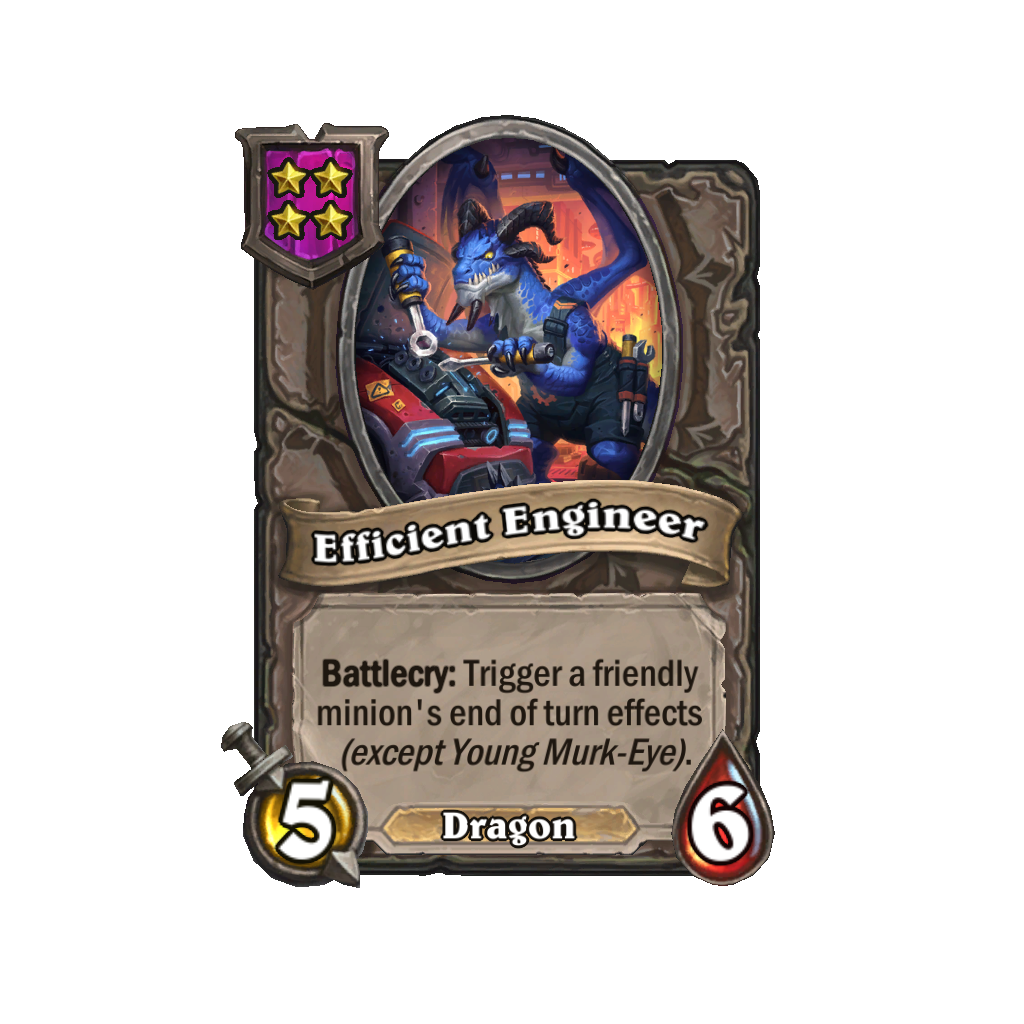 Efficient Engineer
Battlecry: Trigger a friendly
minion's end of turn effects
(except Young Murk-Eye).
5
Dragon
6